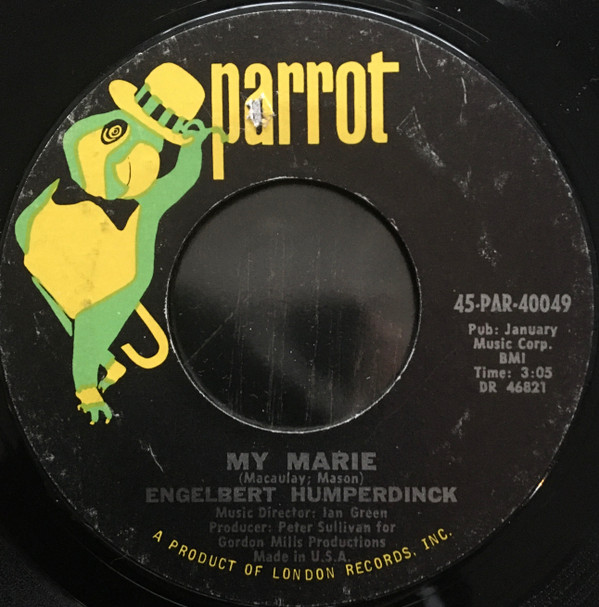 parrot
45-PAR-40049
Pub: January
Music Corp.
BMI
Time: 3:05
DR 46821
MY MARIE
(Macaulay; Mason)
ENGELBERT HUMPERDINCK
Music Director: Ian Green
Producer: Peter Sullivan for
Gordon Mills Productions
Made in U.S.A.
A PRODUCT OF LONDON RECORDS, INC.